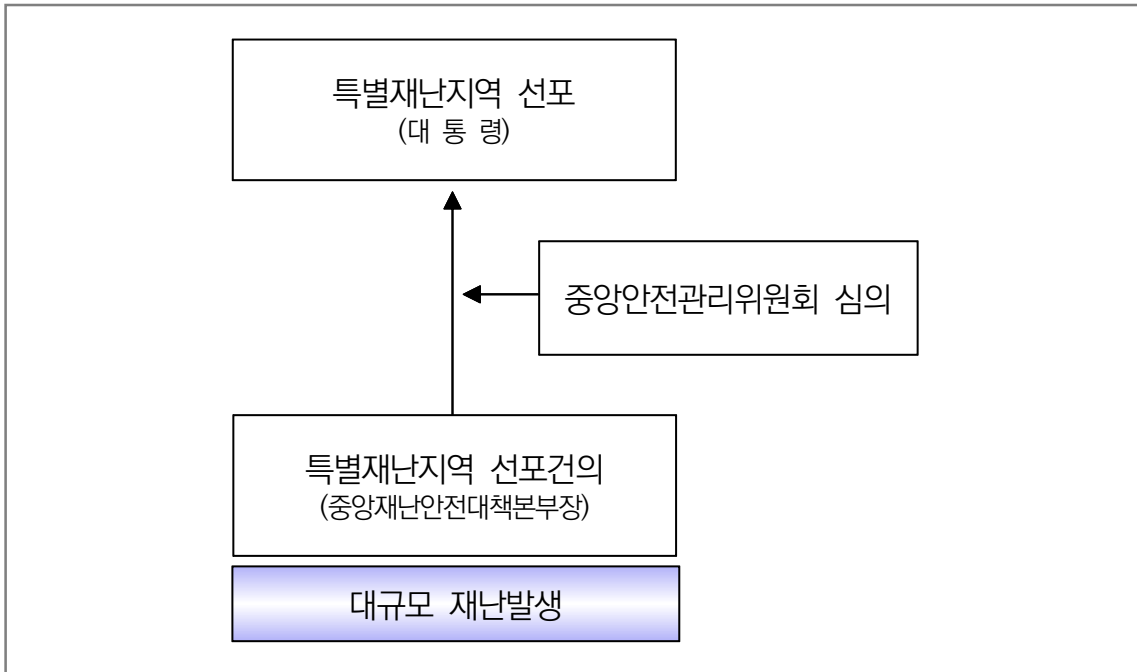 특별재난지역 선포
(대 통 령)
중앙안전관리위원회 심의
특별재난지역 선포건의
(중앙재난안전대책본부장)
대규모 재난발생